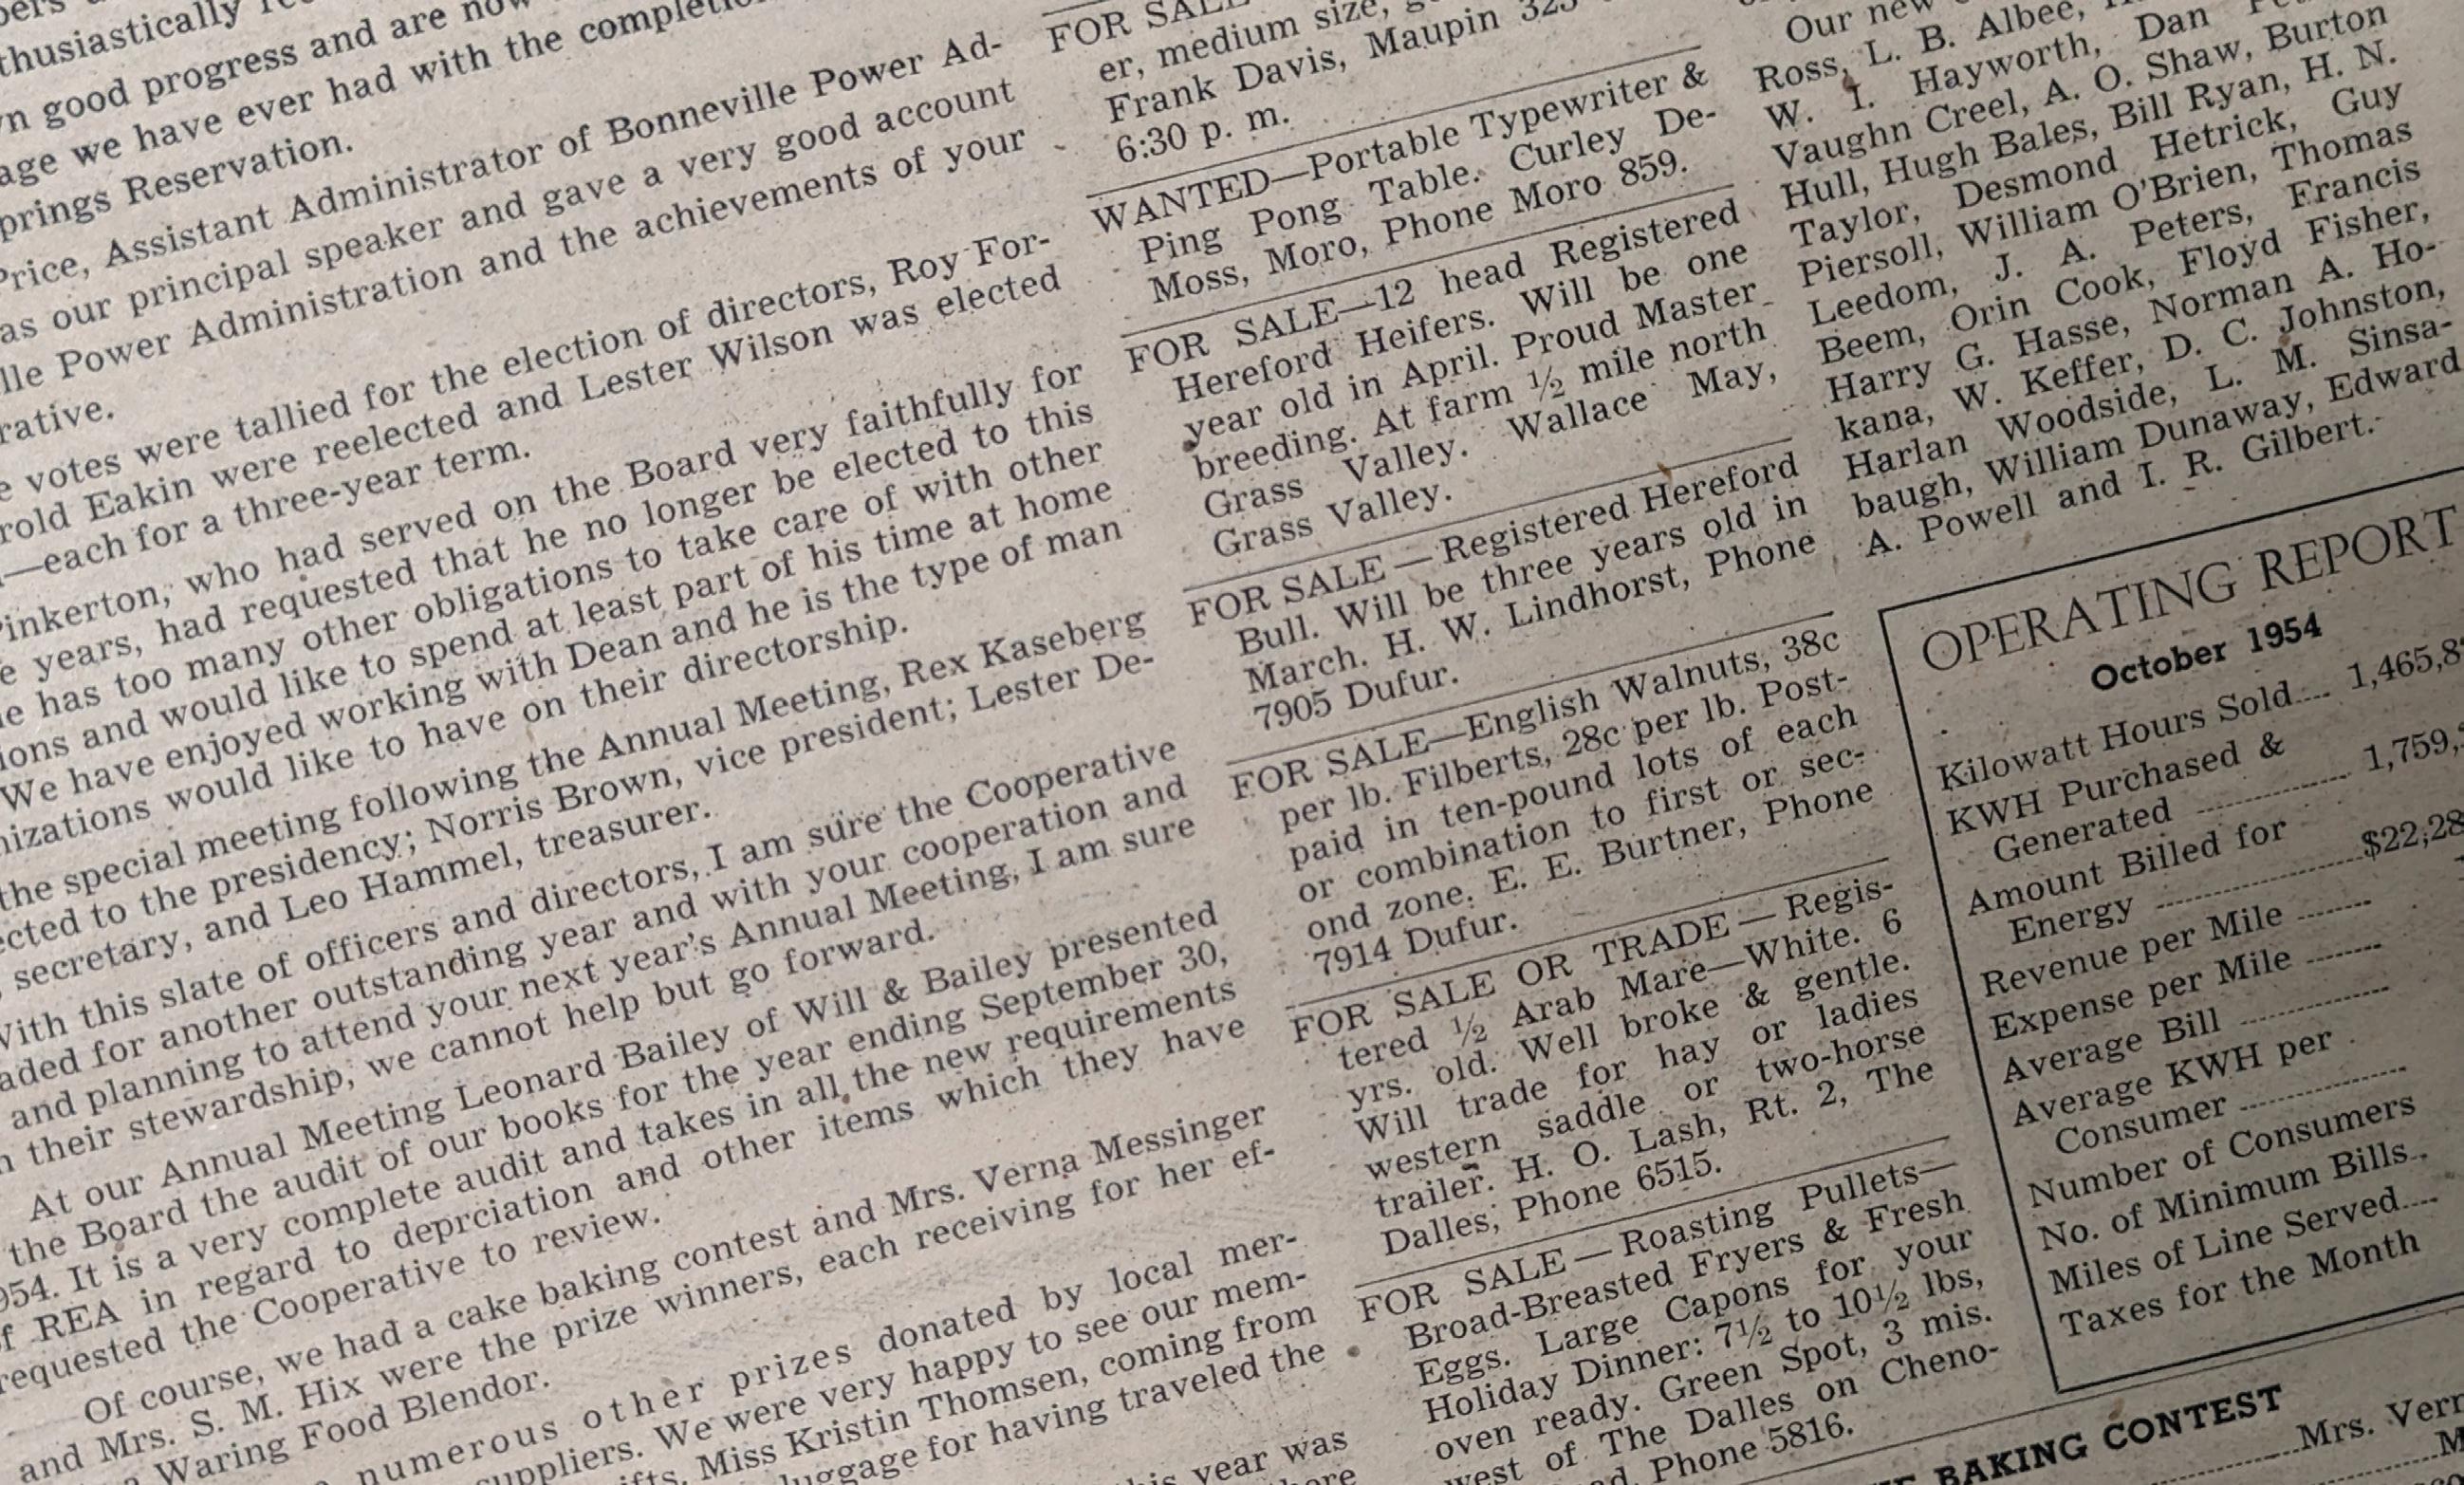 thusiastically
n good progress and are now
age we have ever had with the
prings Reservation.
Price, Assistant Administrator of Bonneville Power Ad-
as our principal speaker and gave a very good account
lle Power Administration and the achievements of your
rative.
e votes were tallied for the election of directors, Roy For-
rold Eakin were reelected and Lester Wilson was elected
—each for a three-year term.
Pinkerton, who had served on the Board very faithfully for
e years, had requested that he no longer be elected to this
he has too many other obligations to take care of with other
ions and would like to spend at least part of his time at home
We have enjoyed working with Dean and he is the type of man
nizations would like to have on their directorship.
the special meeting following the Annual Meeting, Rex Kaseberg
ected to the presidency; Norris Brown, vice president; Lester De-
secretary, and Leo Hammel, treasurer.
With this slate of officers and directors, I am sure the Cooperative
aded for another outstanding year and with your cooperation and
and planning to attend your next year's Annual Meeting, I am sure
n their stewardship, we cannot help but go forward.
At our Annual Meeting Leonard Bailey of Will & Bailey presented
the Board the audit of our books for the year ending September 30,
954. It is a very complete audit and takes in all the new requirements
of REA in regard to deprciation and other items which they have
requested the Cooperative to review.
Of course, we had a cake baking contest and Mrs. Verna Messinger
and Mrs. S. M. Hix were the prize winners, each receiving for her ef-
Waring Food Blendor.
numerous other prizes donated by local mer-
suppliers. We were very happy to see our mem-
ifts. Miss Kristin Thomsen, coming from
luggage for having traveled the
his year was
FOR SALE
er, medium size,
Frank Davis, Maupin 325
6:30 p. m.
WANTED—Portable Typewriter &
Ping Pong Table. Curley De-
Moss, Moro, Phone Moro 859.
FOR SALE—12 head Registered
Hereford Heifers. Will be one
year old in April. Proud Master
breeding. At farm ½ mile north
Grass Valley. Wallace May,
Grass Valley.
FOR SALE—Registered Hereford
Bull. Will be three years old in
March. H. W. Lindhorst, Phone
7905 Dufur.
FOR SALE—English Walnuts, 38c
per lb. Filberts, 28c per lb. Post-
paid in ten-pound lots of each
or combination to first or sec-
ond zone. E. E. Burtner, Phone
7914 Dufur.
FOR SALE OR TRADE—Regis-
tered ½ Arab Mare—White. 6
yrs. old. Well broke & gentle.
Will trade for hay or ladies
western saddle or two-horse
trailer. H. O. Lash, Rt. 2, The
Dalles, Phone 6515.
FOR SALE—Roasting Pullets—
Broad-Breasted Fryers & Fresh
Eggs. Large Capons for your
Holiday Dinner: 7½ to 10½ lbs,
oven ready. Green Spot, 3 mis.
west of The Dalles on Cheno-
Phone 5816.
Our new
Ross, L. B. Albee,
W. I. Hayworth, Dan
Vaughn Creel, A. O. Shaw, Burton
Hull, Hugh Bales, Bill Ryan, H. N.
Taylor, Desmond Hetrick, Guy
Piersoll, William O'Brien, Thomas
Leedom, J. A. Peters, Francis
Beem, Orin Cook, Floyd Fisher,
Harry G. Hasse, Norman A. Ho-
kana, W. Keffer, D. C. Johnston,
Harlan Woodside, L. M. Sinsa-
baugh, William Dunaway, Edward
A. Powell and I. R. Gilbert.
OPERATING REPORT
October 1954
Kilowatt Hours Sold.... 1,465,8
KWH Purchased &
Generated 1,759,
Amount Billed for
Energy $22,28
Revenue per Mile
Expense per Mile
Average Bill
Average KWH per
Consumer
Number of Consumers
No. of Minimum Bills
Miles of Line Served
Taxes for the Month
BAKING CONTEST
Mrs. Vern